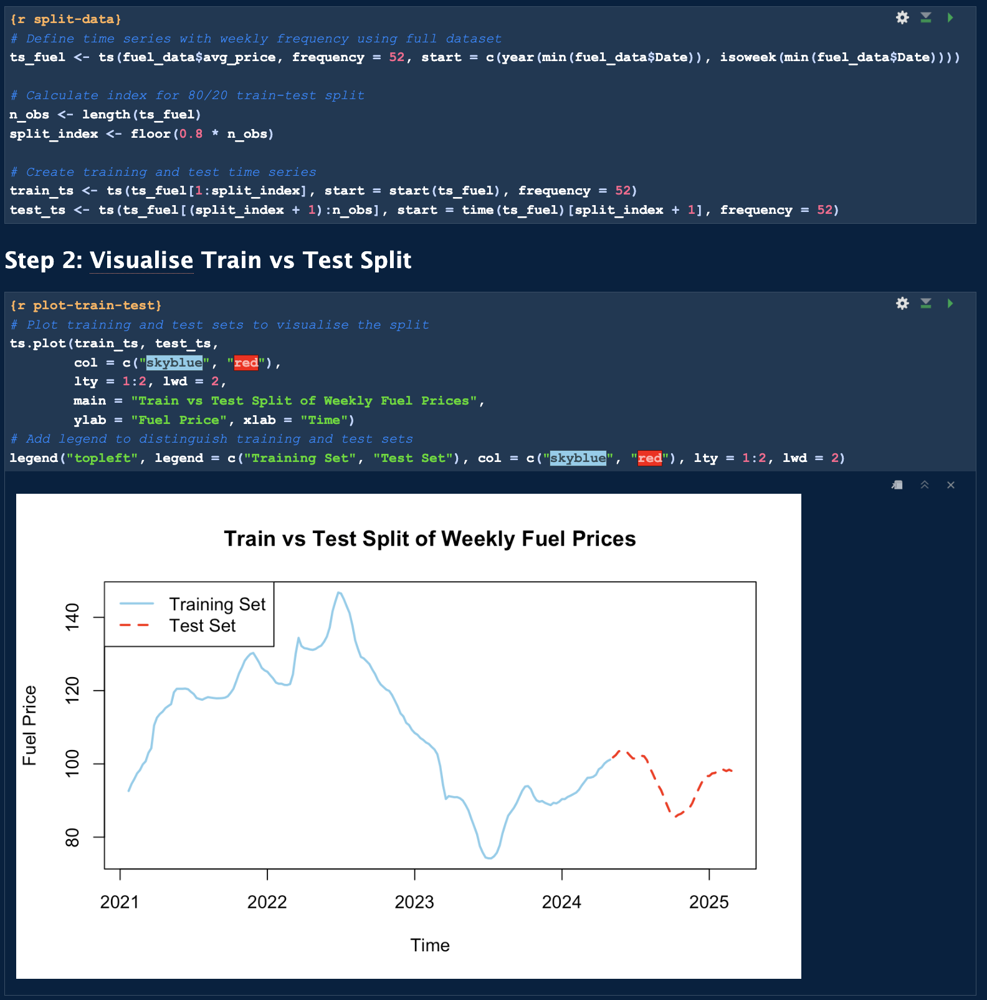 {r split-data}
# Define time series with weekly frequency using full dataset
ts_fuel <- ts(fuel_data$avg_price, frequency = 52, start = c(year(min(fuel_data$Date)), isoweek(min(fuel_data$Date))))
# Calculate index for 80/20 train-test split
n_obs <- length(ts_fuel)
split_index <- floor(0.8 * n_obs)
# Create training and test time series
train_ts <- ts(ts_fuel[1:split_index], start = start(ts_fuel), frequency = 52)
test_ts <- ts(ts_fuel[(split_index + 1):n_obs], start = time(ts_fuel)[split_index + 1], frequency = 52)
Step 2: Visualise Train vs Test Split
{r plot-train-test}
# Plot training and test sets to visualise the split
ts.plot(train_ts, test_ts,
col = c("skyblue", "red"),
lty = 1:2, lwd = 2,
main = "Train vs Test Split of Weekly Fuel Prices",
ylab = "Fuel Price", xlab = "Time")
# Add legend to distinguish training and test sets
legend("topleft", legend = c("Training Set", "Test Set"), col = c("skyblue", "red"), lty = 1:2, lwd = 2)
Train vs Test Split of Weekly Fuel Prices
Training Set
Test Set
Fuel Price
140
120
100
80
2021 2022 2023 2024 2025
Time